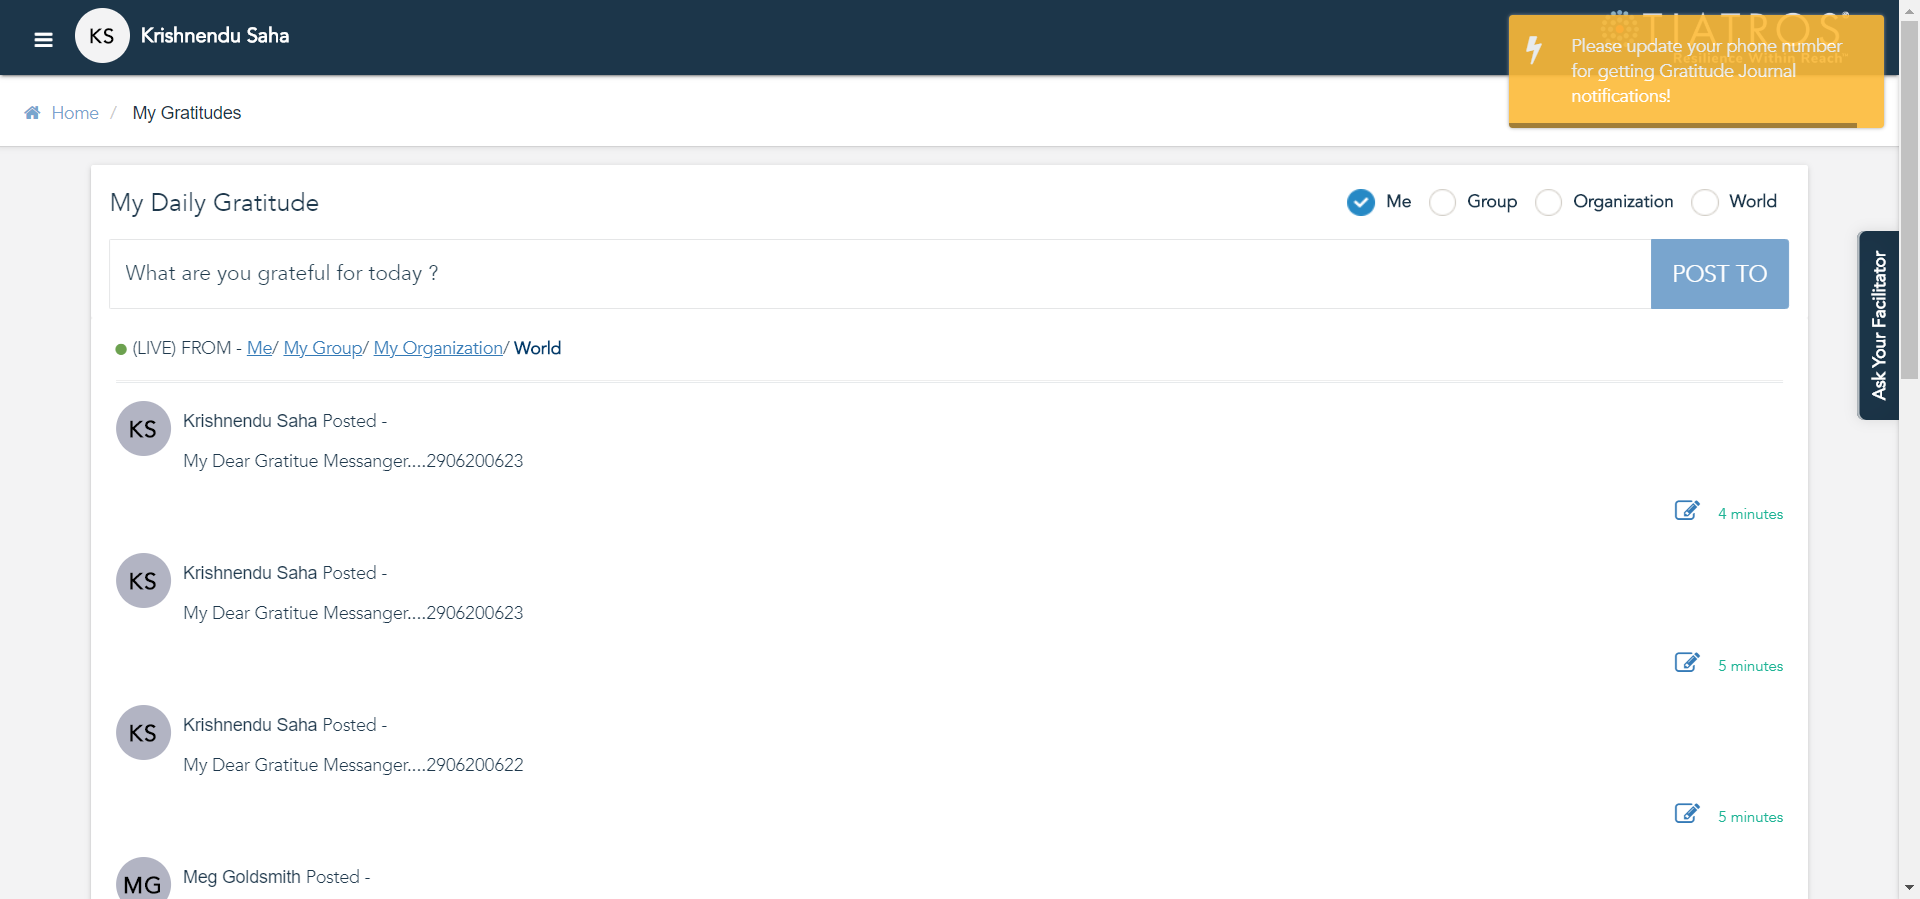 KS Krishnendu Saha
TIATROS®
Resilience Within Reach™
Please update your phone number
for getting Gratitude Journal
notifications!
Home / My Gratitudes
My Daily Gratitude
Me Group Organization World
What are you grateful for today ?
POST TO
Ask Your Facilitator
(LIVE) FROM - Me/ My Group/ My Organization/ World
KS
Krishnendu Saha Posted -
My Dear Gratitue Messanger....2906200623
4 minutes
KS
Krishnendu Saha Posted -
My Dear Gratitue Messanger....2906200623
5 minutes
KS
Krishnendu Saha Posted -
My Dear Gratitue Messanger....2906200622
5 minutes
MG
Meg Goldsmith Posted -